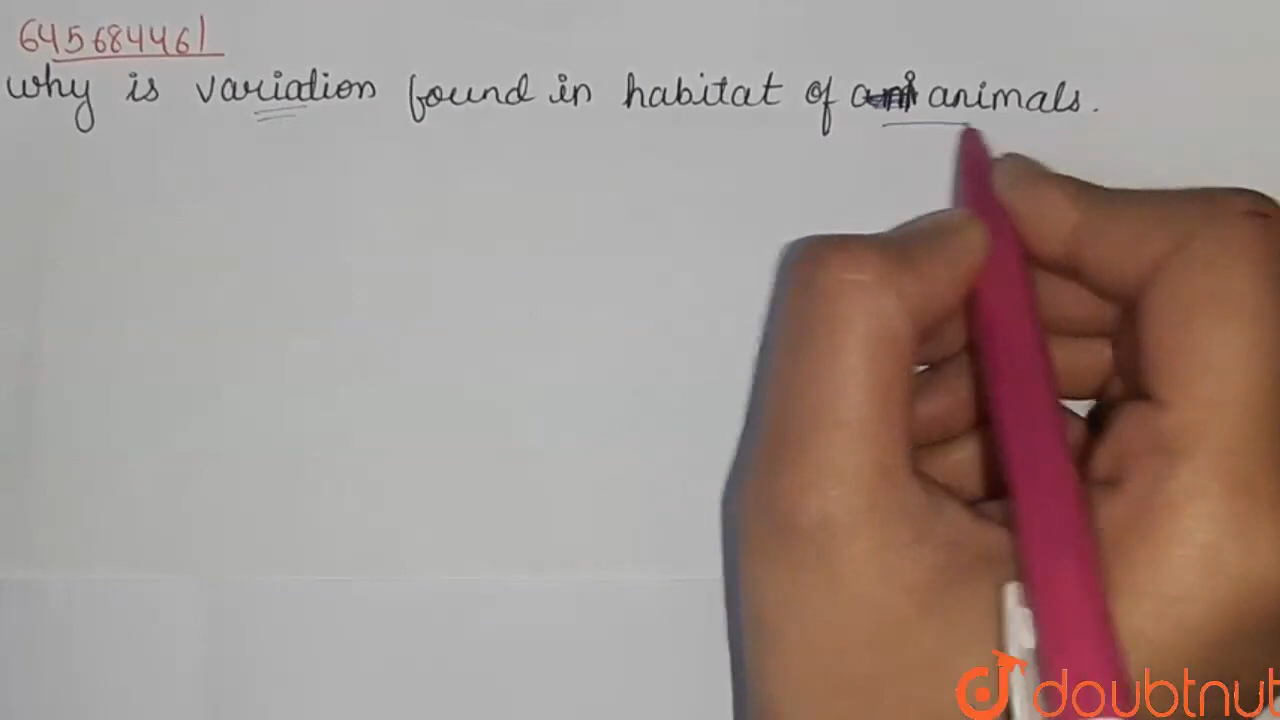 645684461
why is variation found in habitat of animals.
doubtnut